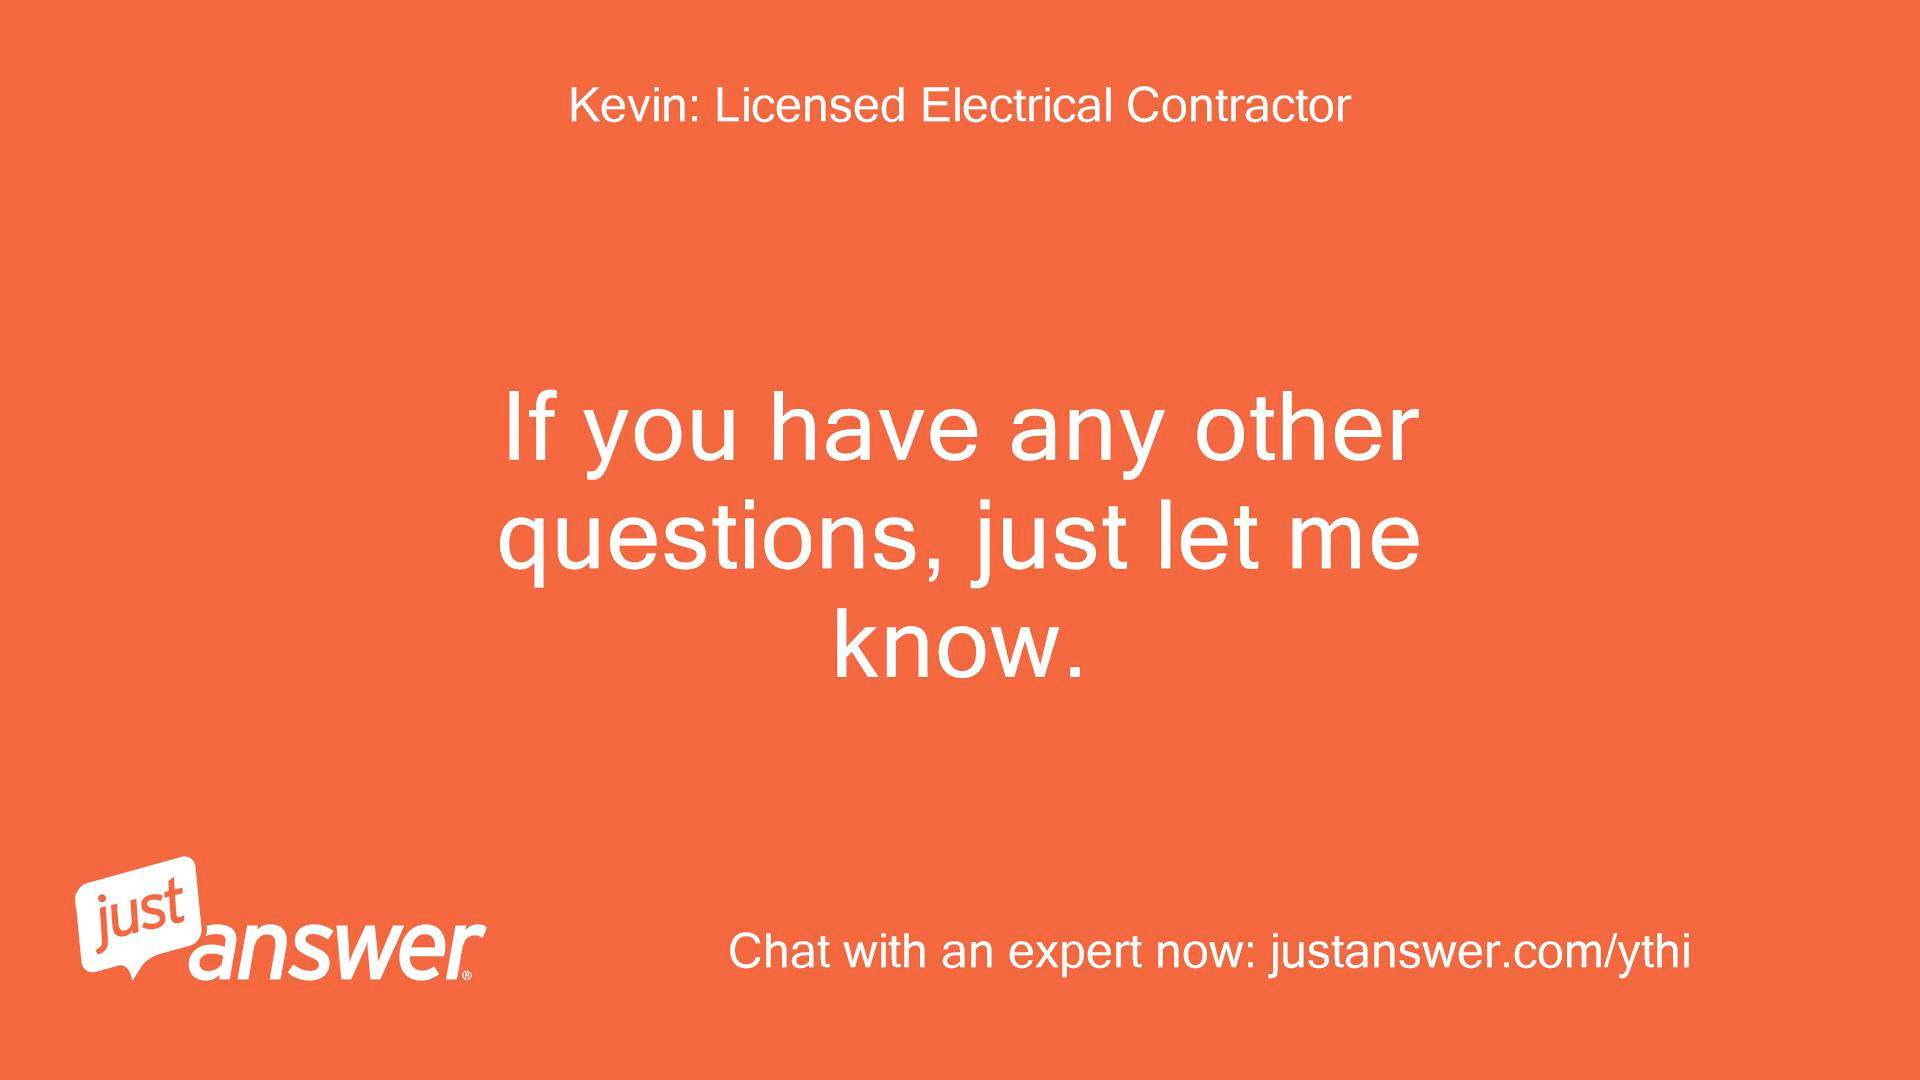 Kevin: Licensed Electrical Contractor
If you have any other
questions, just let me
know.
just
answer®
Chat with an expert now: justanswer.com/ythi